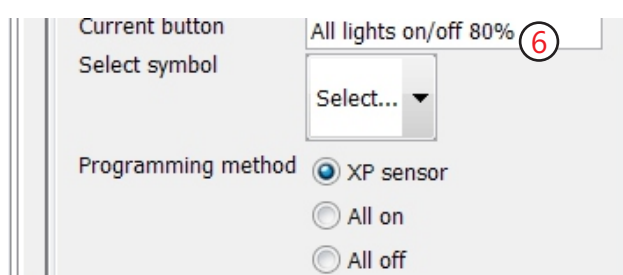 Current button All lights on/off 80% 6
Select symbol
Select...
Programming method XP sensor
All on
All off